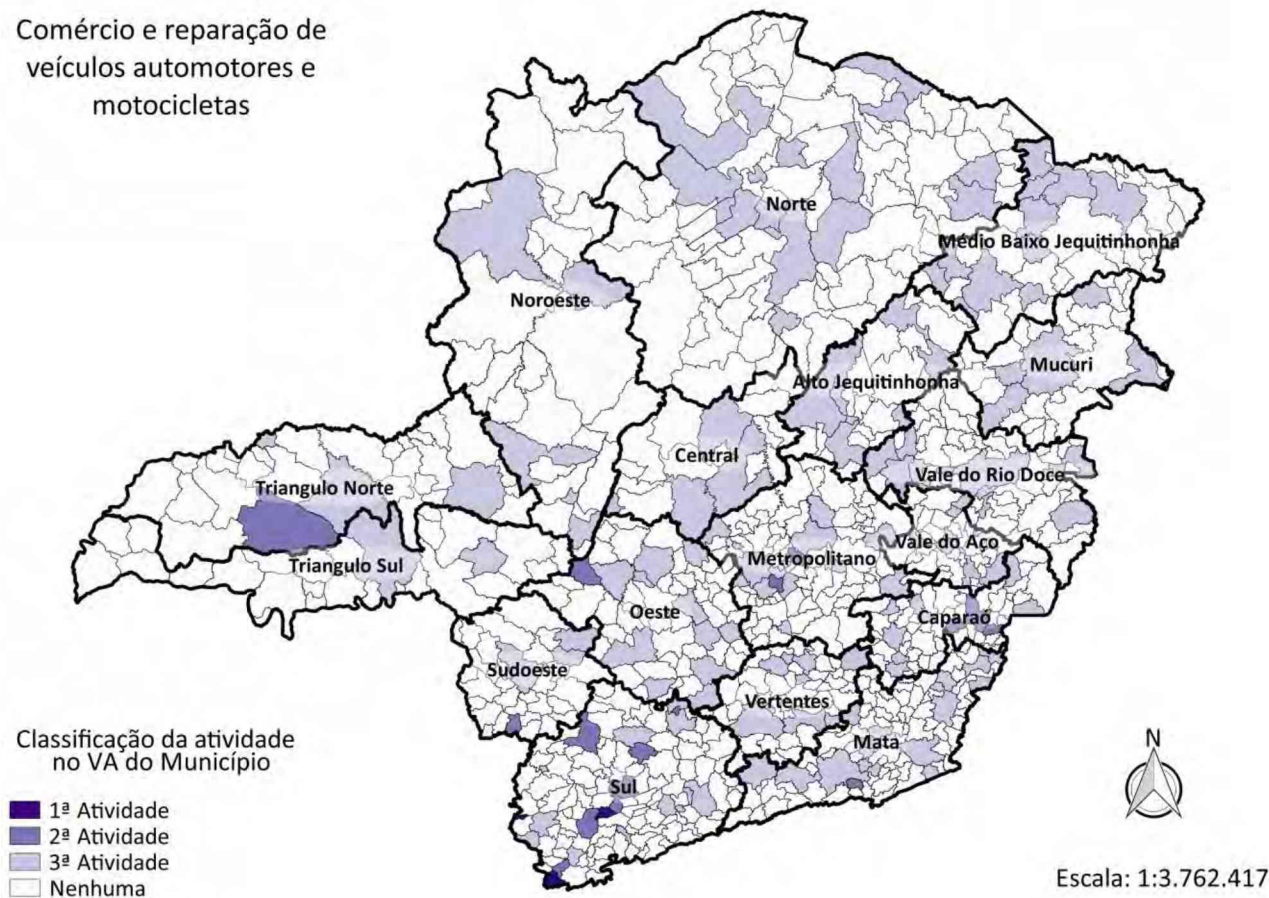 Comércio e reparação de
veículos automotores e
motocicletas
Norte
Médio Baixo Jequitinhonha
Noroeste
Mucuri
Alto Jequitinhonha
Central
Vale do Rio Doce
Triangulo Norte
Vale do Aço
Metropolitano
Triangulo Sul
Oeste
Caparaó
Sudoeste
Vertentes
Mata
Sul
Classificação da atividade
no VA do Município
1ª Atividade
2ª Atividade
3ª Atividade
Nenhuma
N
Escala: 1:3.762.417